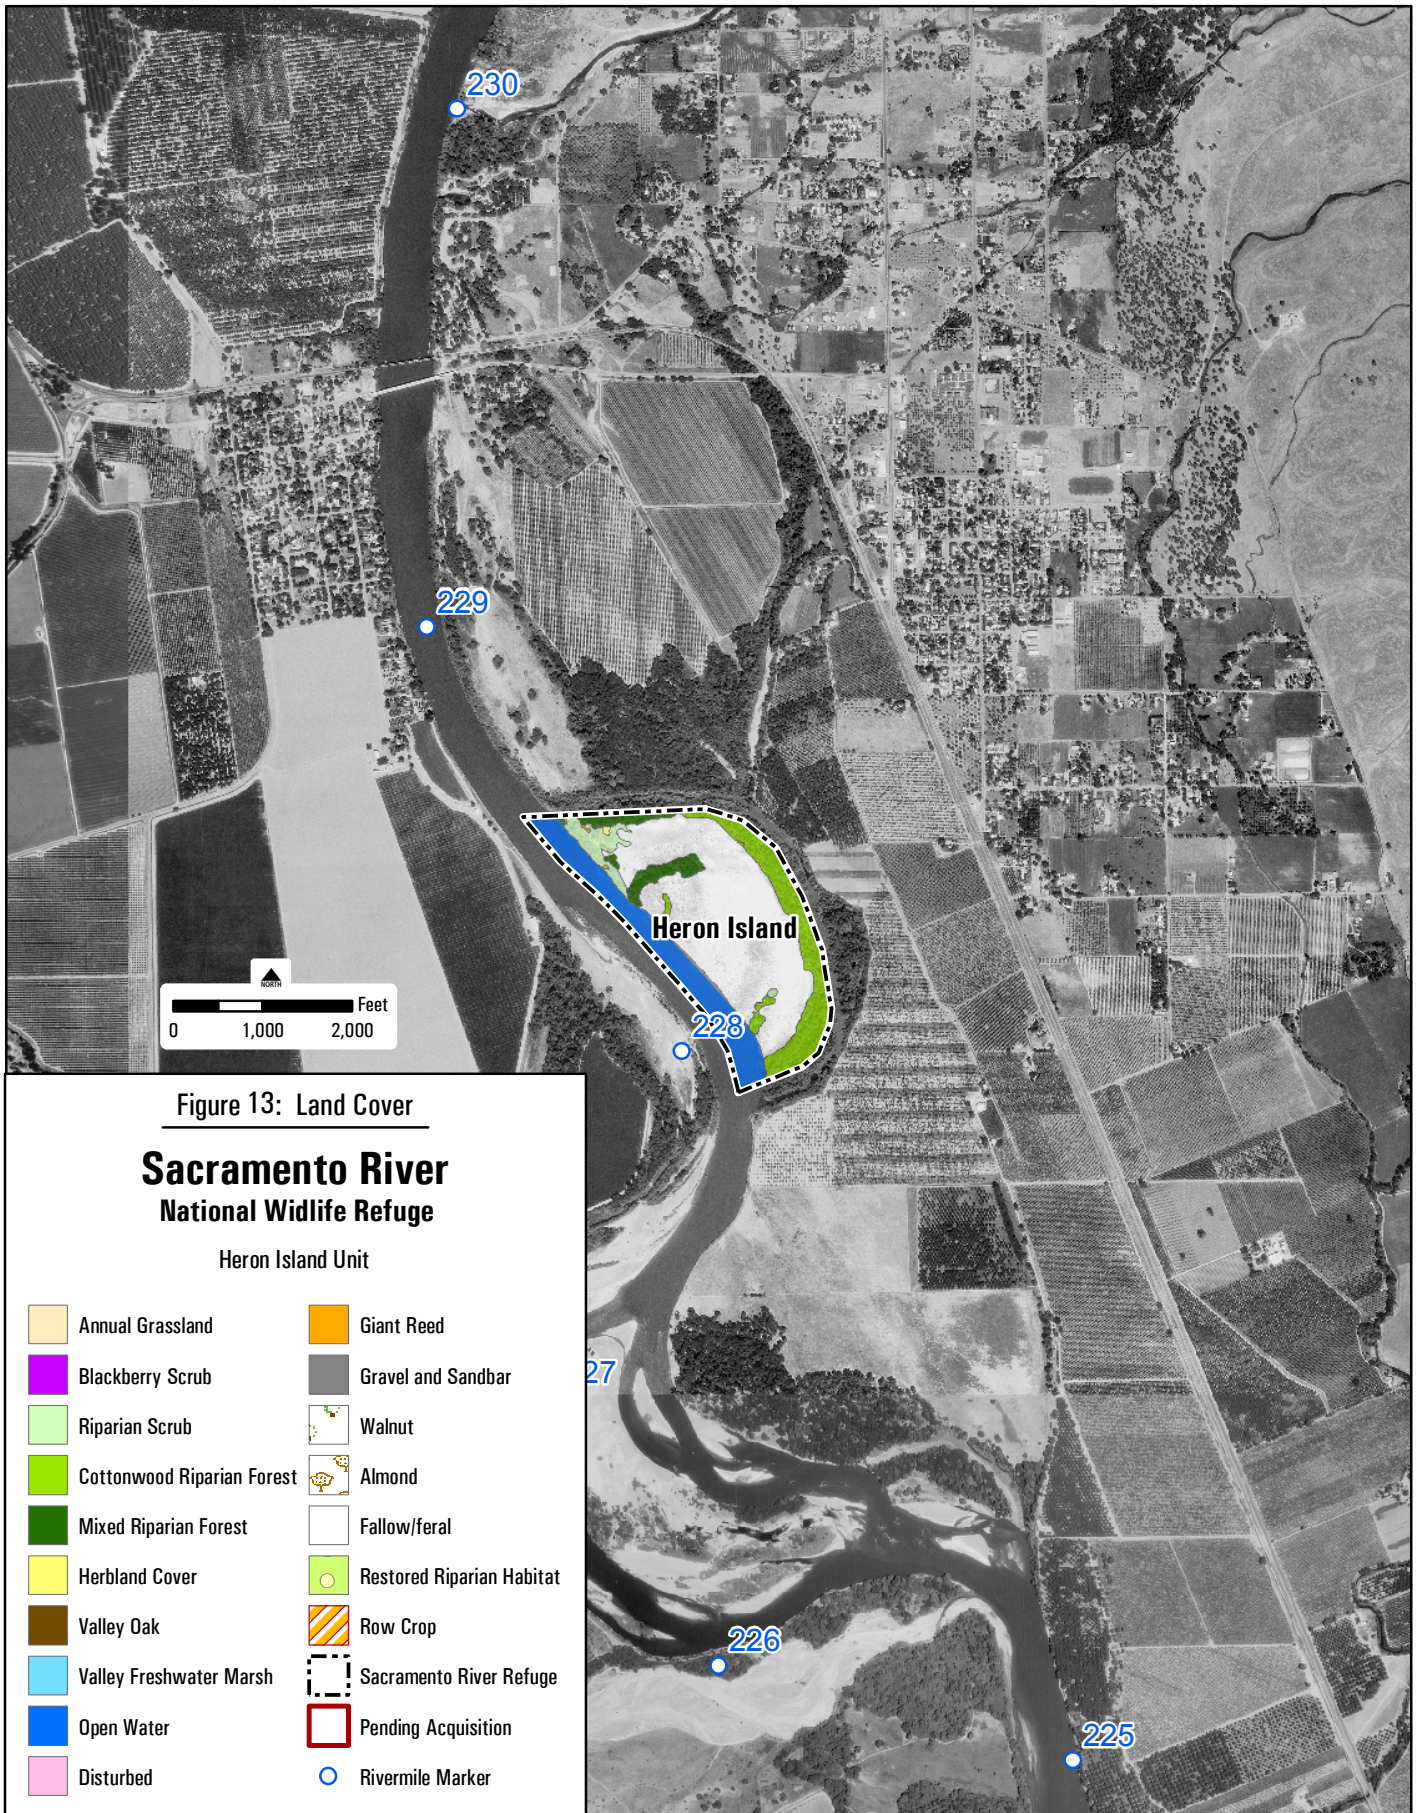 230
229
Heron Island
228
NORTH
Feet
0 1,000 2,000
Figure 13: Land Cover
Sacramento River
National Widlife Refuge
Heron Island Unit
Annual Grassland
Blackberry Scrub
Riparian Scrub
Cottonwood Riparian Forest
Mixed Riparian Forest
Herbland Cover
Valley Oak
Valley Freshwater Marsh
Open Water
Disturbed
Giant Reed
Gravel and Sandbar
Walnut
Almond
Fallow/feral
Restored Riparian Habitat
Row Crop
Sacramento River Refuge
Pending Acquisition
Rivermile Marker
27
226
225